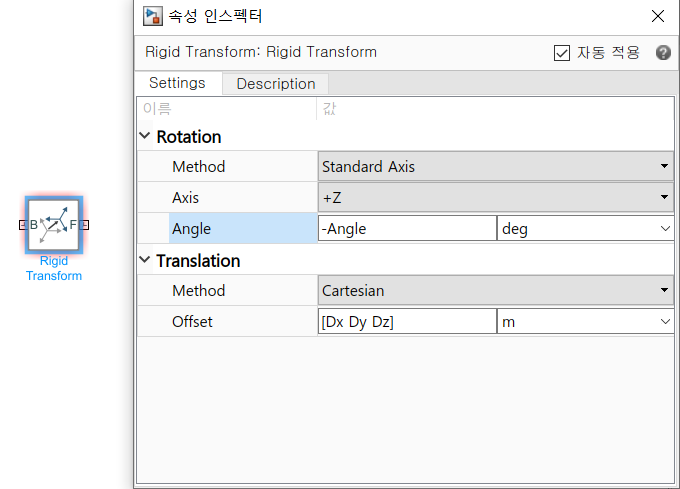 속성 인스펙터
Rigid Transform: Rigid Transform
자동 적용
Settings
Description
이름
값
Rotation
Method
Standard Axis
Axis
+Z
Angle
-Angle
deg
Translation
Method
Cartesian
Offset
[Dx Dy Dz]
m
B
F
Rigid
Transform